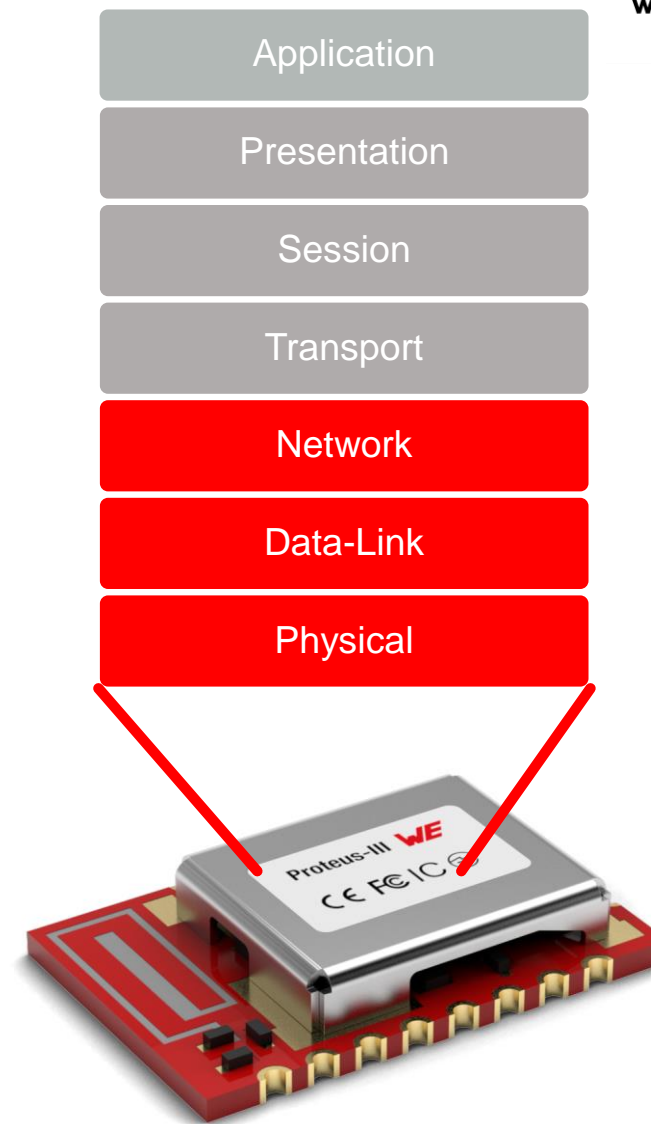 Application
Presentation
Session
Transport
Network
Data-Link
Physical
Proteus-III WE
CE FC IC